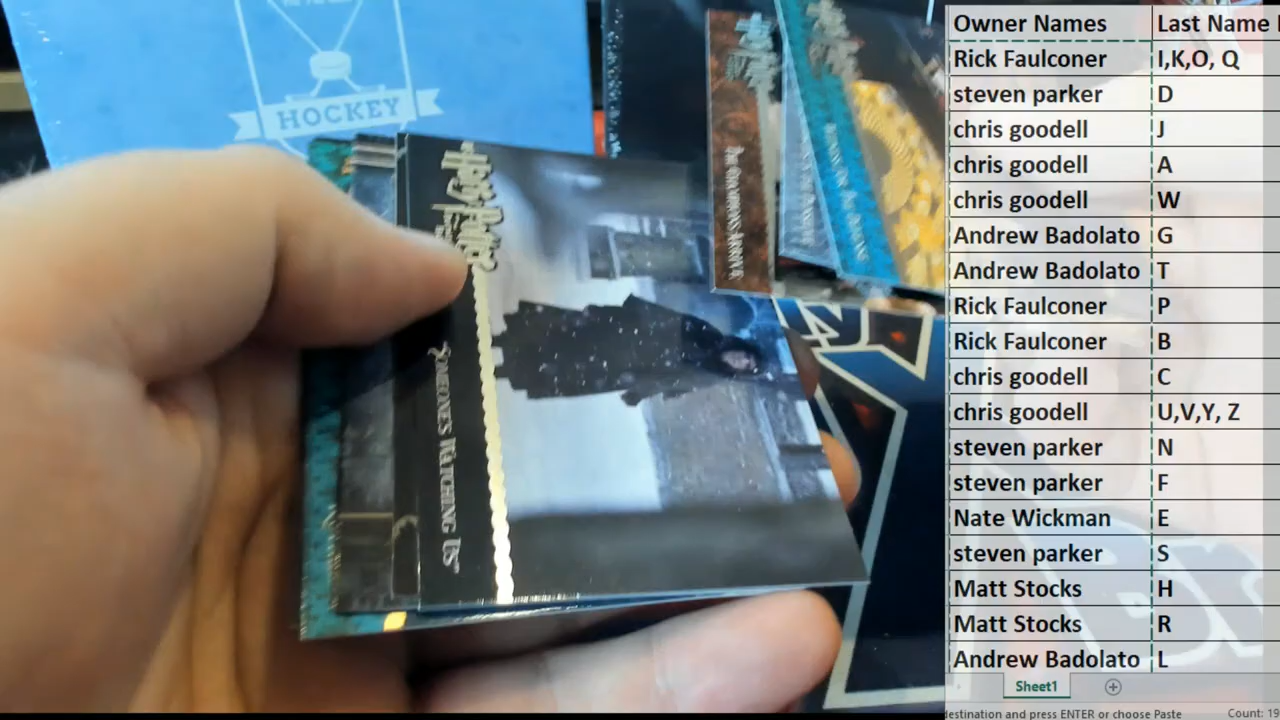 HOCKEY
Harry Potter
"SOMEONE'S WATCHING US"
Owner Names
Last Name
Rick Faulconer
I,K,O, Q
steven parker
D
chris goodell
J
chris goodell
A
chris goodell
W
Andrew Badolato
G
Andrew Badolato
T
Rick Faulconer
P
Rick Faulconer
B
chris goodell
C
chris goodell
U,V,Y, Z
steven parker
N
steven parker
F
Nate Wickman
E
steven parker
S
Matt Stocks
H
Matt Stocks
R
Andrew Badolato
L
Sheet1
destination and press ENTER or choose Paste
Count: 19